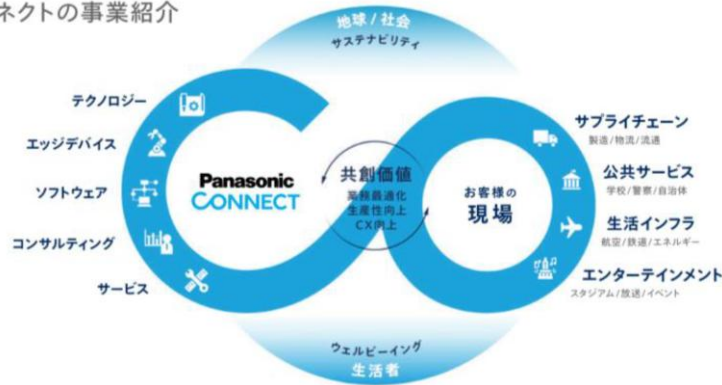 ネクトの事業紹介
地球/社会
サステナビリティ
テクノロジー
エッジデバイス
ソフトウェア
コンサルティング
サービス
Panasonic
CONNECT
共創価値
業務最適化
生産性向上
CX向上
お客様の
現場
サプライチェーン
製造/物流/流通
公共サービス
学校/警察/自治体
生活インフラ
航空/鉄道/エネルギー
エンターテインメント
スタジアム/放送/イベント
ウェルビーイング
生活者